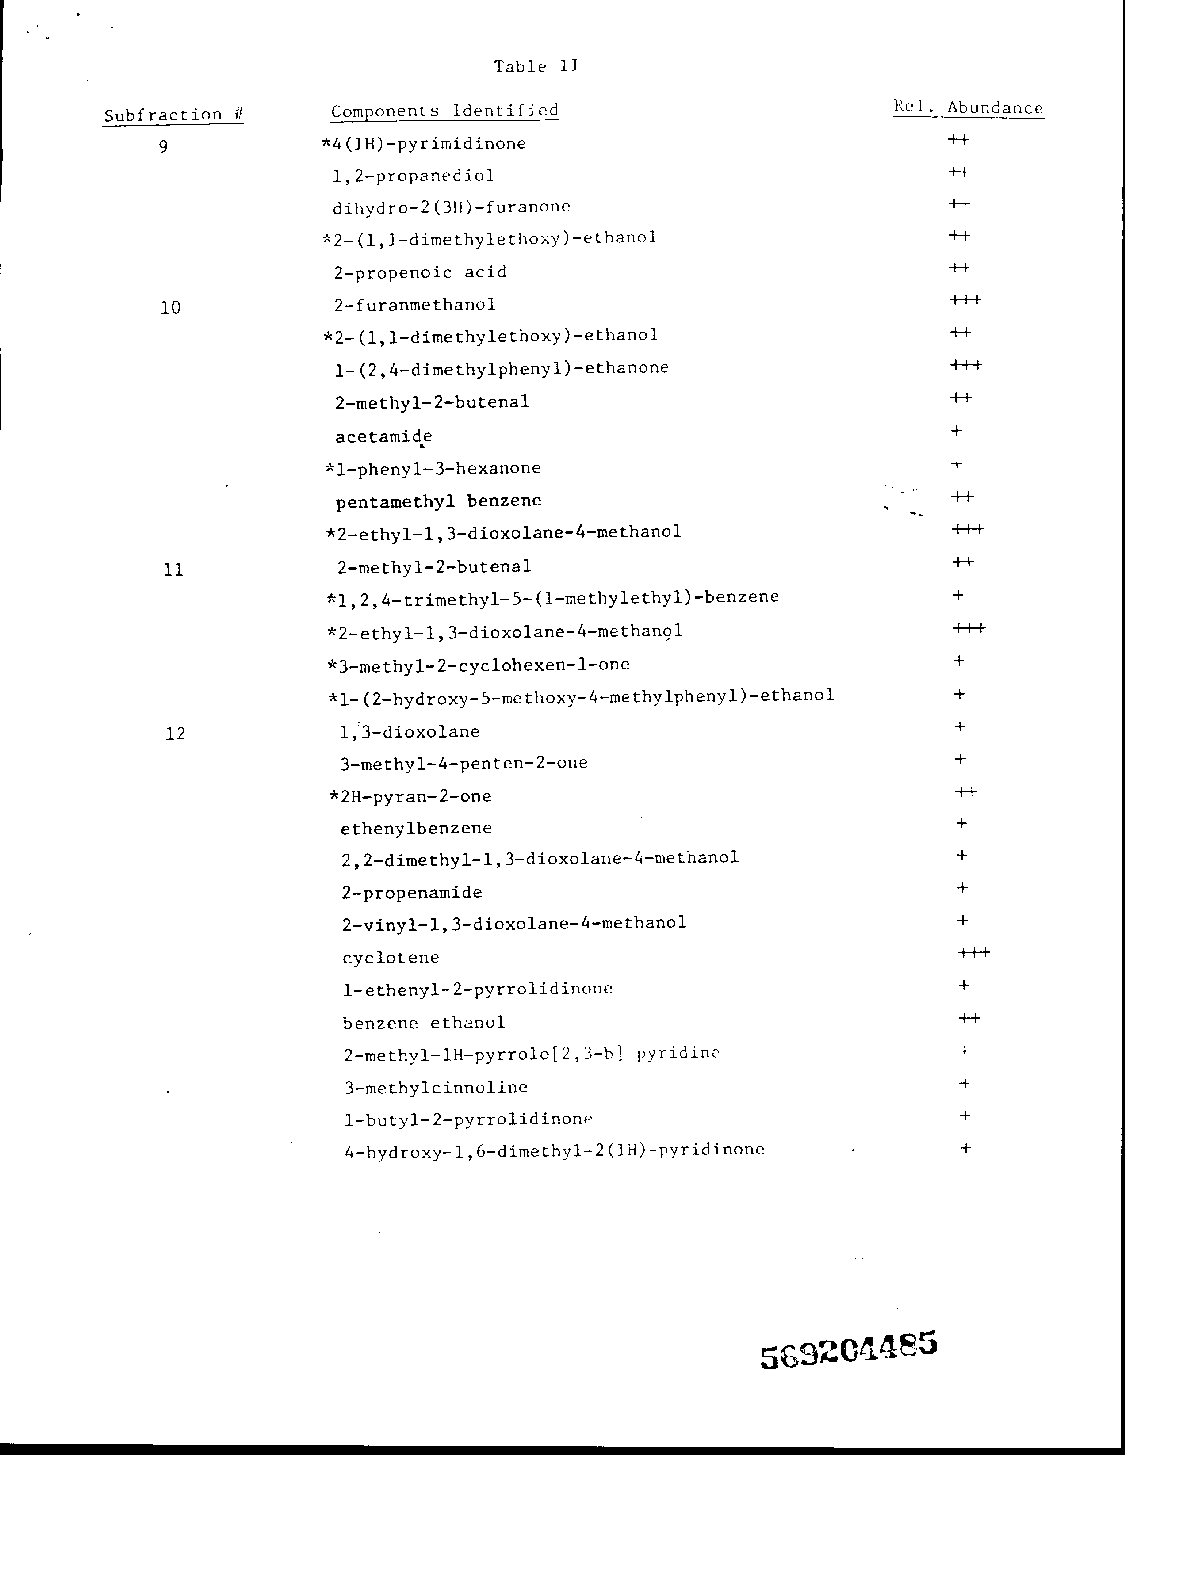 Table 1J
Subfraction # Components Identified Rel. Abundance
9 *4(1H)-pyrimidinone ++
1,2-propanediol ++
dihydro-2(3H)-furanone +-
*2-(1,1-dimethylethoxy)-ethanol ++
2-propenoic acid ++
10 2-furanmethanol +++
*2-(1,1-dimethylethoxy)-ethanol ++
1-(2,4-dimethylphenyl)-ethanone +++
2-methyl-2-butenal ++
acetamide +
*1-phenyl-3-hexanone +
pentamethyl benzene ++
*2-ethyl-1,3-dioxolane-4-methanol +++
11 2-methyl-2-butenal ++
*1,2,4-trimethyl-5-(1-methylethyl)-benzene +
*2-ethyl-1,3-dioxolane-4-methanol +++
*3-methyl-2-cyclohexen-1-one +
*1-(2-hydroxy-5-methoxy-4-methylphenyl)-ethanol +
12 1,3-dioxolane +
3-methyl-4-penten-2-one +
*2H-pyran-2-one ++
ethenylbenzene +
2,2-dimethyl-1,3-dioxolane-4-methanol +
2-propenamide +
2-vinyl-1,3-dioxolane-4-methanol +
cyclotene +++
1-ethenyl-2-pyrrolidinone +
benzene ethanol ++
2-methyl-1H-pyrrolo[2,3-b] pyridine +
3-methylcinnoline +
1-butyl-2-pyrrolidinone +
4-hydroxy-1,6-dimethyl-2(1H)-pyridinone +
569204485